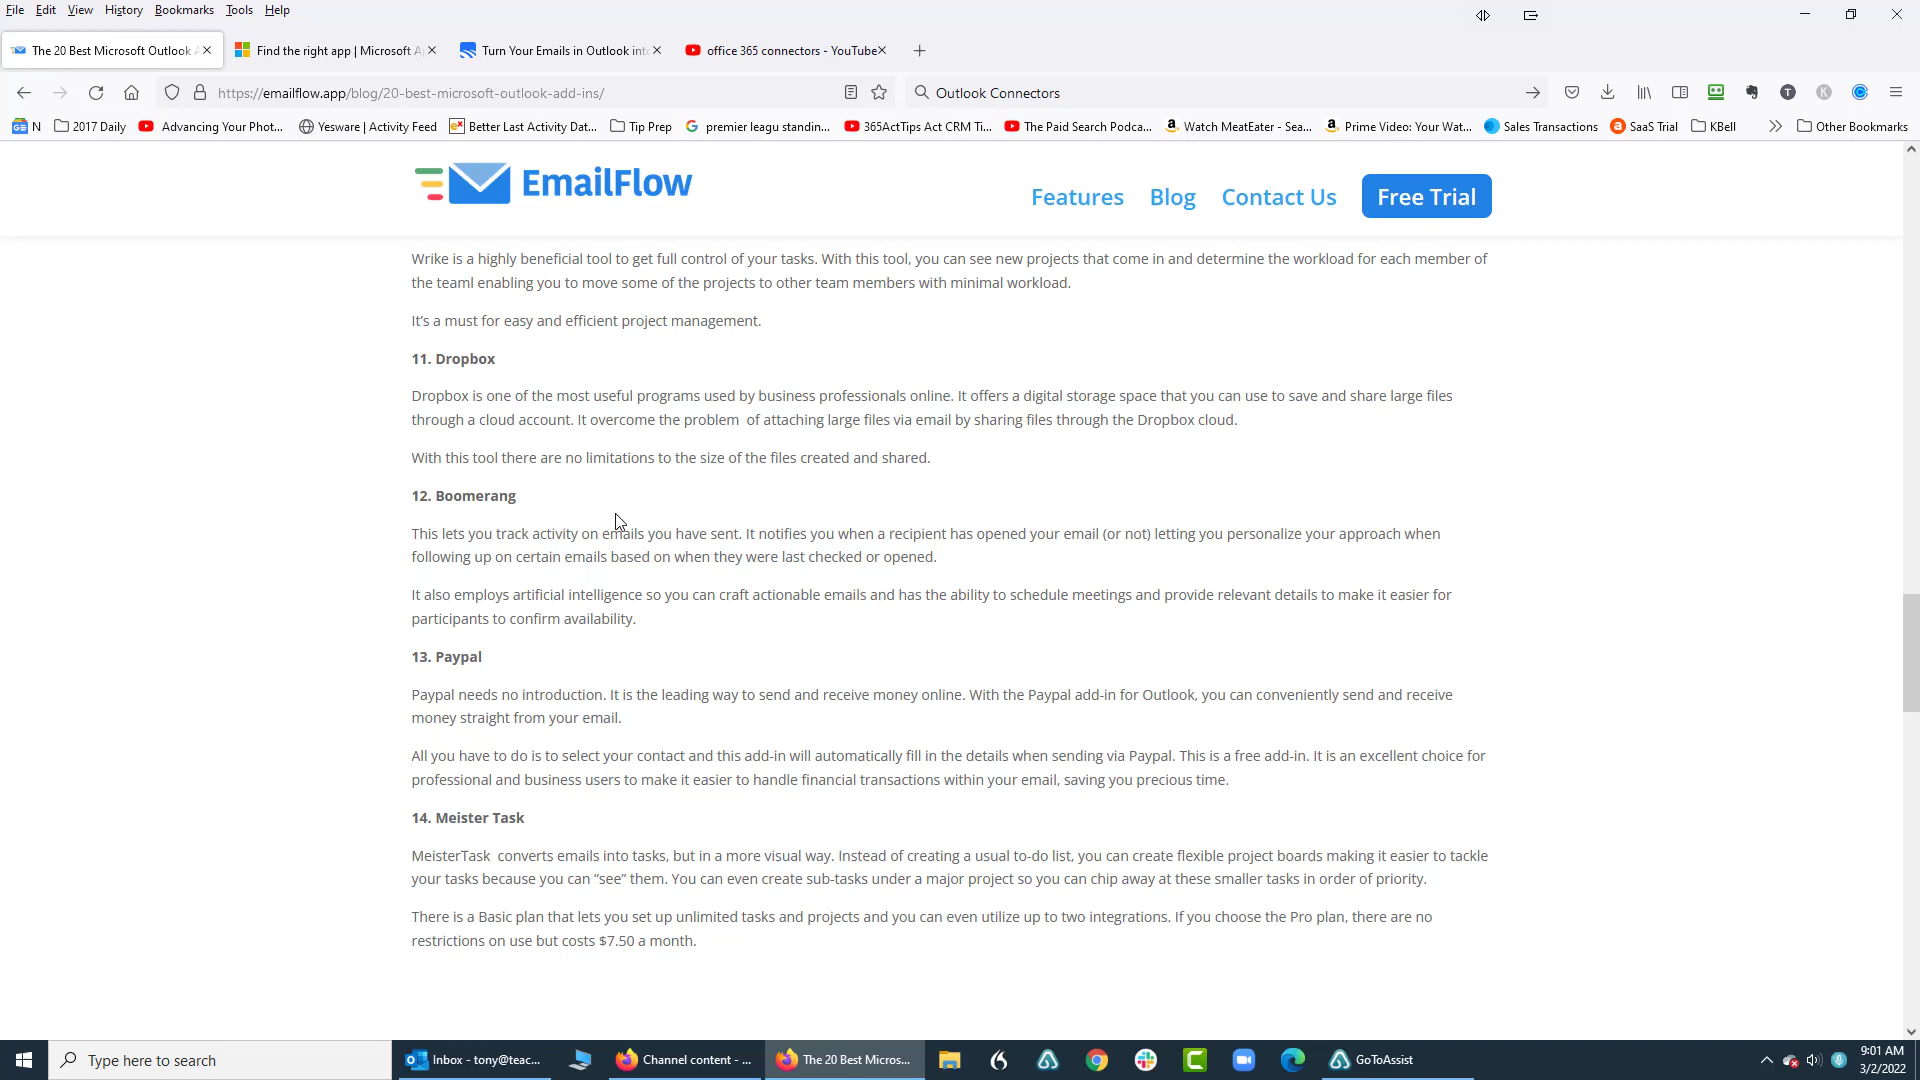 File Edit View History Bookmarks Tools Help
The 20 Best Microsoft Outlook A
Find the right app | Microsoft A
Turn Your Emails in Outlook int
office 365 connectors - YouTube
https://emailflow.app/blog/20-best-microsoft-outlook-add-ins/
Outlook Connectors
N
2017 Daily
Advancing Your Phot...
Yesware | Activity Feed
Better Last Activity Dat...
Tip Prep
premier leagu standin...
365ActTips Act CRM Ti...
The Paid Search Podca...
Watch MeatEater - Sea...
Prime Video: Your Wat...
Sales Transactions
SaaS Trial
KBell
Other Bookmarks
EmailFlow
Features Blog Contact Us Free Trial
Wrike is a highly beneficial tool to get full control of your tasks. With this tool, you can see new projects that come in and determine the workload for each member of
the teaml enabling you to move some of the projects to other team members with minimal workload.
It's a must for easy and efficient project management.
11. Dropbox
Dropbox is one of the most useful programs used by business professionals online. It offers a digital storage space that you can use to save and share large files
through a cloud account. It overcome the problem of attaching large files via email by sharing files through the Dropbox cloud.
With this tool there are no limitations to the size of the files created and shared.
12. Boomerang
This lets you track activity on emails you have sent. It notifies you when a recipient has opened your email (or not) letting you personalize your approach when
following up on certain emails based on when they were last checked or opened.
It also employs artificial intelligence so you can craft actionable emails and has the ability to schedule meetings and provide relevant details to make it easier for
participants to confirm availability.
13. Paypal
Paypal needs no introduction. It is the leading way to send and receive money online. With the Paypal add-in for Outlook, you can conveniently send and receive
money straight from your email.
All you have to do is to select your contact and this add-in will automatically fill in the details when sending via Paypal. This is a free add-in. It is an excellent choice for
professional and business users to make it easier to handle financial transactions within your email, saving you precious time.
14. Meister Task
MeisterTask converts emails into tasks, but in a more visual way. Instead of creating a usual to-do list, you can create flexible project boards making it easier to tackle
your tasks because you can “see” them. You can even create sub-tasks under a major project so you can chip away at these smaller tasks in order of priority.
There is a Basic plan that lets you set up unlimited tasks and projects and you can even utilize up to two integrations. If you choose the Pro plan, there are no
restrictions on use but costs $7.50 a month.
Type here to search
Inbox - tony@teac...
Channel content - ...
The 20 Best Micros...
GoToAssist
9:01 AM
3/2/2022